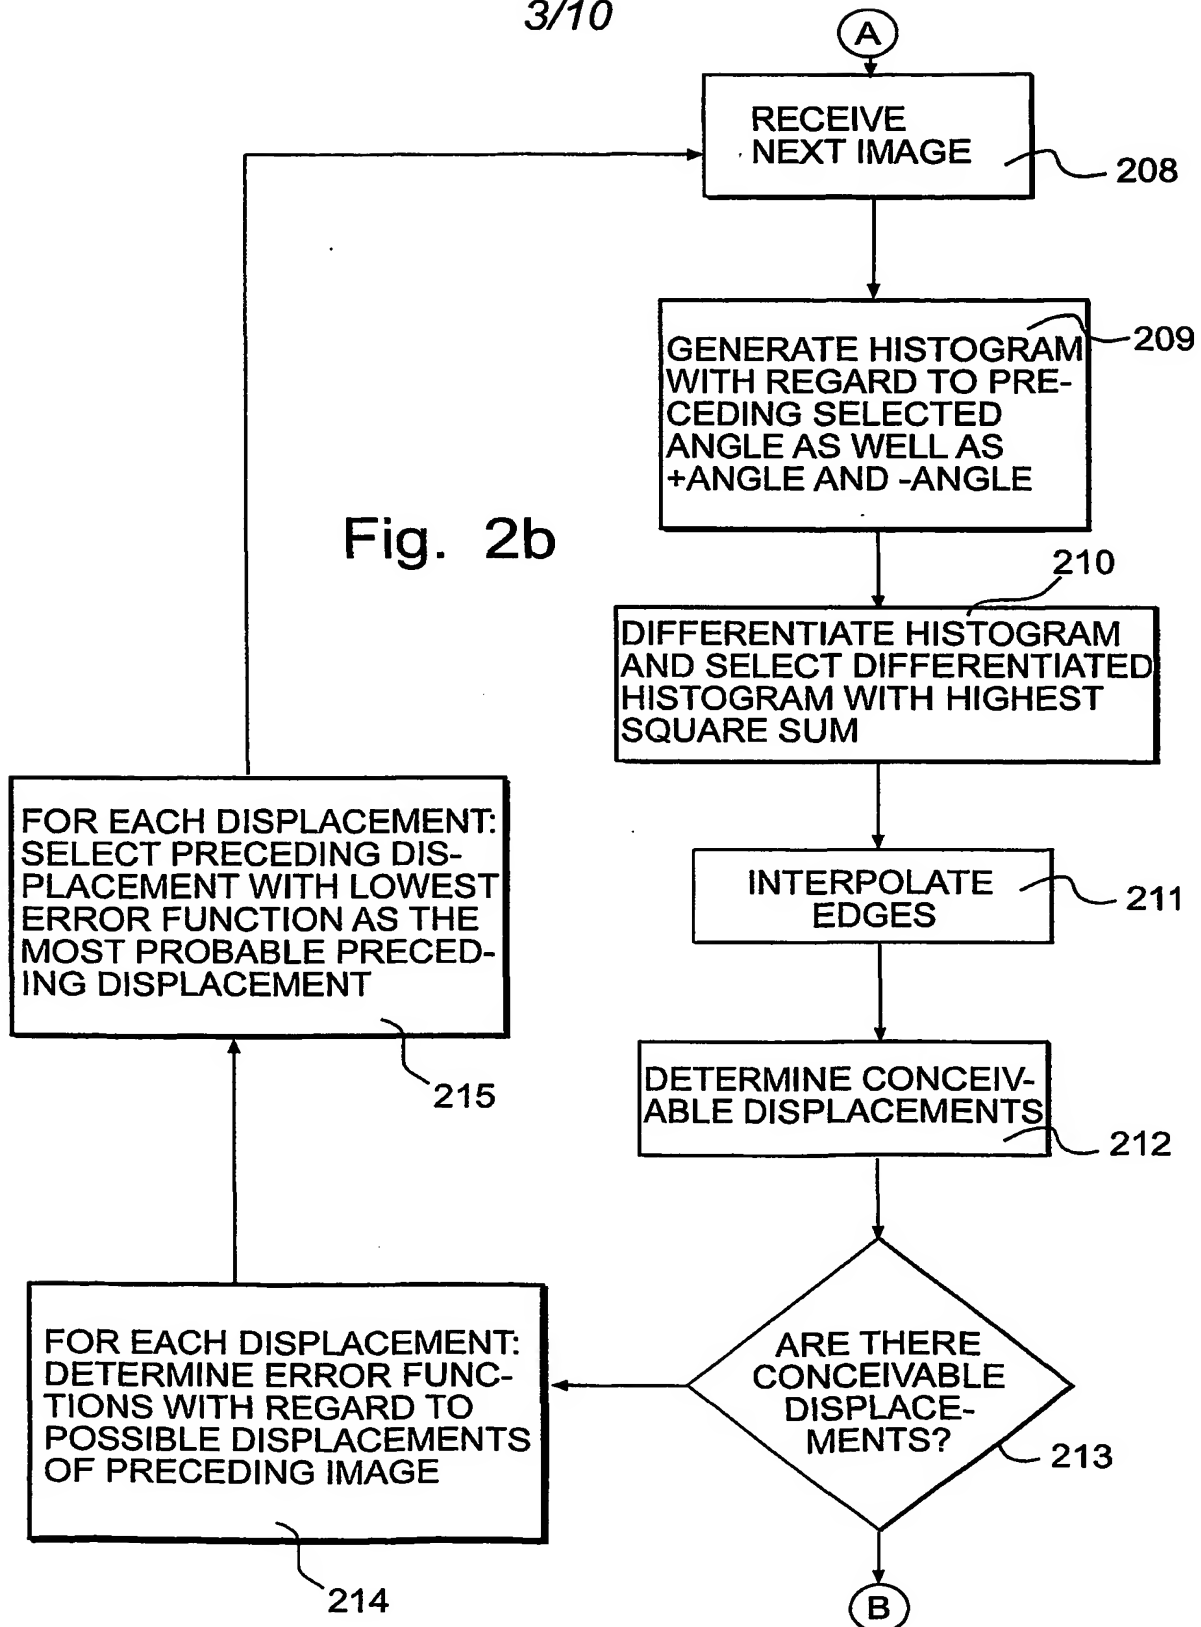 3/10
A
RECEIVE
NEXT IMAGE
208
GENERATE HISTOGRAM
WITH REGARD TO PRE-
CEDING SELECTED
ANGLE AS WELL AS
+ANGLE AND -ANGLE
209
Fig. 2b
210
DIFFERENTIATE HISTOGRAM
AND SELECT DIFFERENTIATED
HISTOGRAM WITH HIGHEST
SQUARE SUM
INTERPOLATE
EDGES
211
DETERMINE CONCEIV-
ABLE DISPLACEMENTS
212
ARE THERE
CONCEIVABLE
DISPLACE-
MENTS?
213
B
FOR EACH DISPLACEMENT:
DETERMINE ERROR FUNC-
TIONS WITH REGARD TO
POSSIBLE DISPLACEMENTS
OF PRECEDING IMAGE
214
FOR EACH DISPLACEMENT:
SELECT PRECEDING DIS-
PLACEMENT WITH LOWEST
ERROR FUNCTION AS THE
MOST PROBABLE PRECED-
ING DISPLACEMENT
215